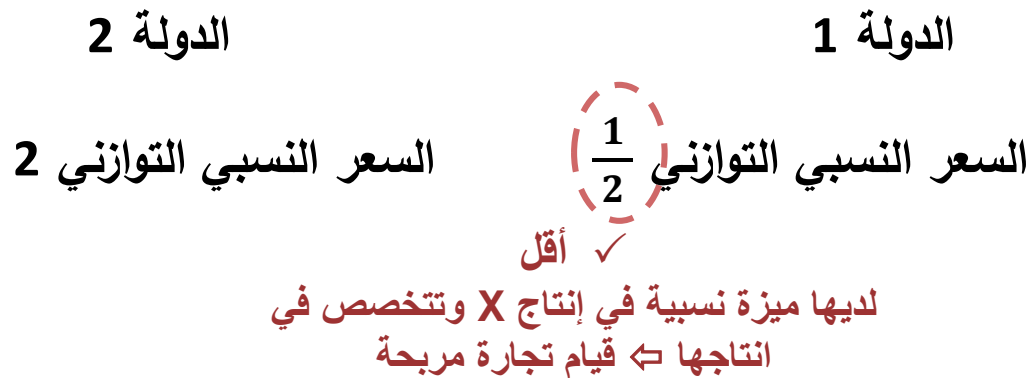 الدولة 1
الدولة 2
السعر النسبي التوازني 1/2
السعر النسبي التوازني 2
✓ أقل
لديها ميزة نسبية في إنتاج X وتتخصص في
انتاجها ⇦ قيام تجارة مربحة